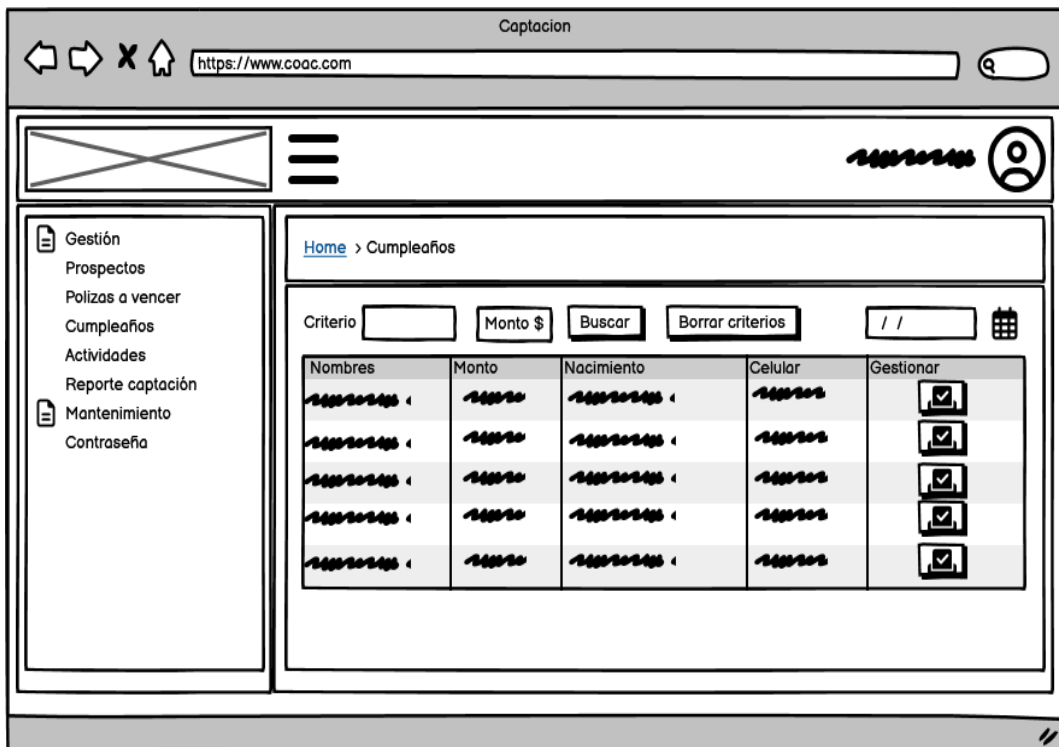 Captacion
https://www.coac.com
Gestión
Prospectos
Polizas a vencer
Cumpleaños
Actividades
Reporte captación
Mantenimiento
Contraseña
Home > Cumpleaños
Criterio Monto $ Buscar Borrar criterios / /
Nombres Monto Nacimiento Celular Gestionar